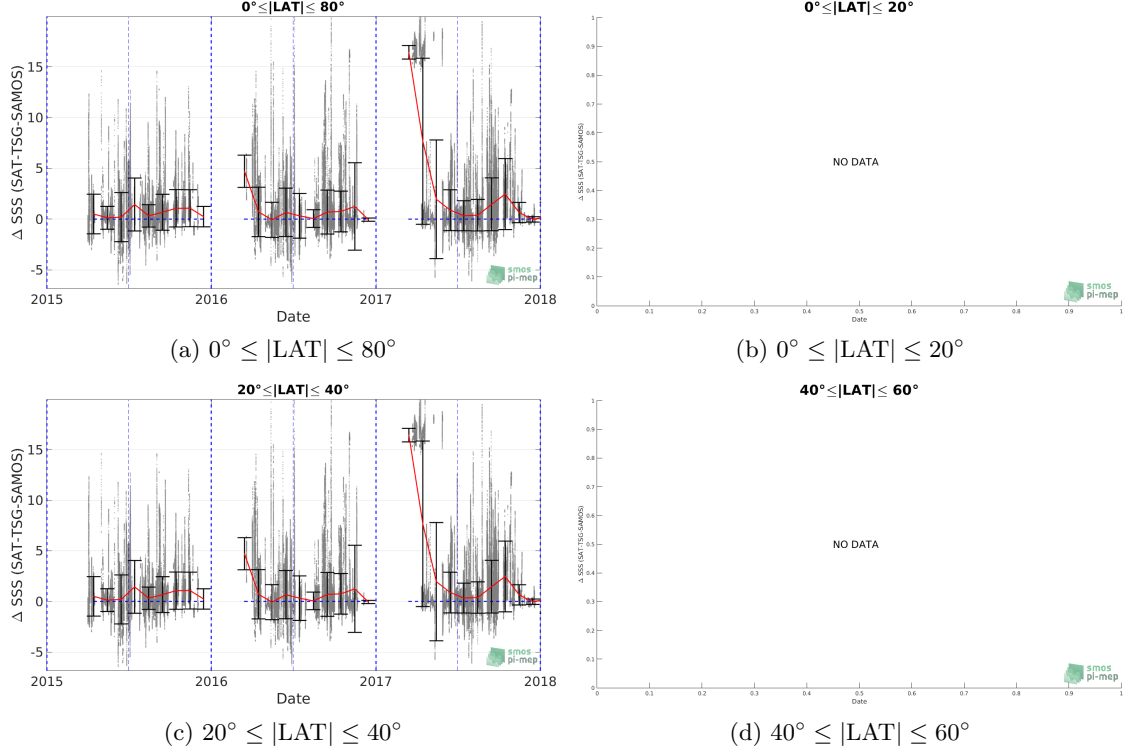 0°≤|LAT|≤ 80°
Δ SSS (SAT-TSG-SAMOS)
15
10
5
0
-5
2015
2016
2017
2018
Date
smos
pi-mep
(a) 0° ≤ |LAT| ≤ 80°
0°≤|LAT|≤ 20°
Δ SSS (SAT-TSG-SAMOS)
1
0.9
0.8
0.7
0.6
0.5
0.4
0.3
0.2
0.1
0
NO DATA
0
0.1
0.2
0.3
0.4
0.5
0.6
0.7
0.8
0.9
1
Date
smos
pi-mep
(b) 0° ≤ |LAT| ≤ 20°
20°≤|LAT|≤ 40°
Δ SSS (SAT-TSG-SAMOS)
15
10
5
0
-5
2015
2016
2017
2018
Date
smos
pi-mep
(c) 20° ≤ |LAT| ≤ 40°
40°≤|LAT|≤ 60°
Δ SSS (SAT-TSG-SAMOS)
1
0.9
0.8
0.7
0.6
0.5
0.4
0.3
0.2
0.1
0
NO DATA
0
0.1
0.2
0.3
0.4
0.5
0.6
0.7
0.8
0.9
1
Date
smos
pi-mep
(d) 40° ≤ |LAT| ≤ 60°